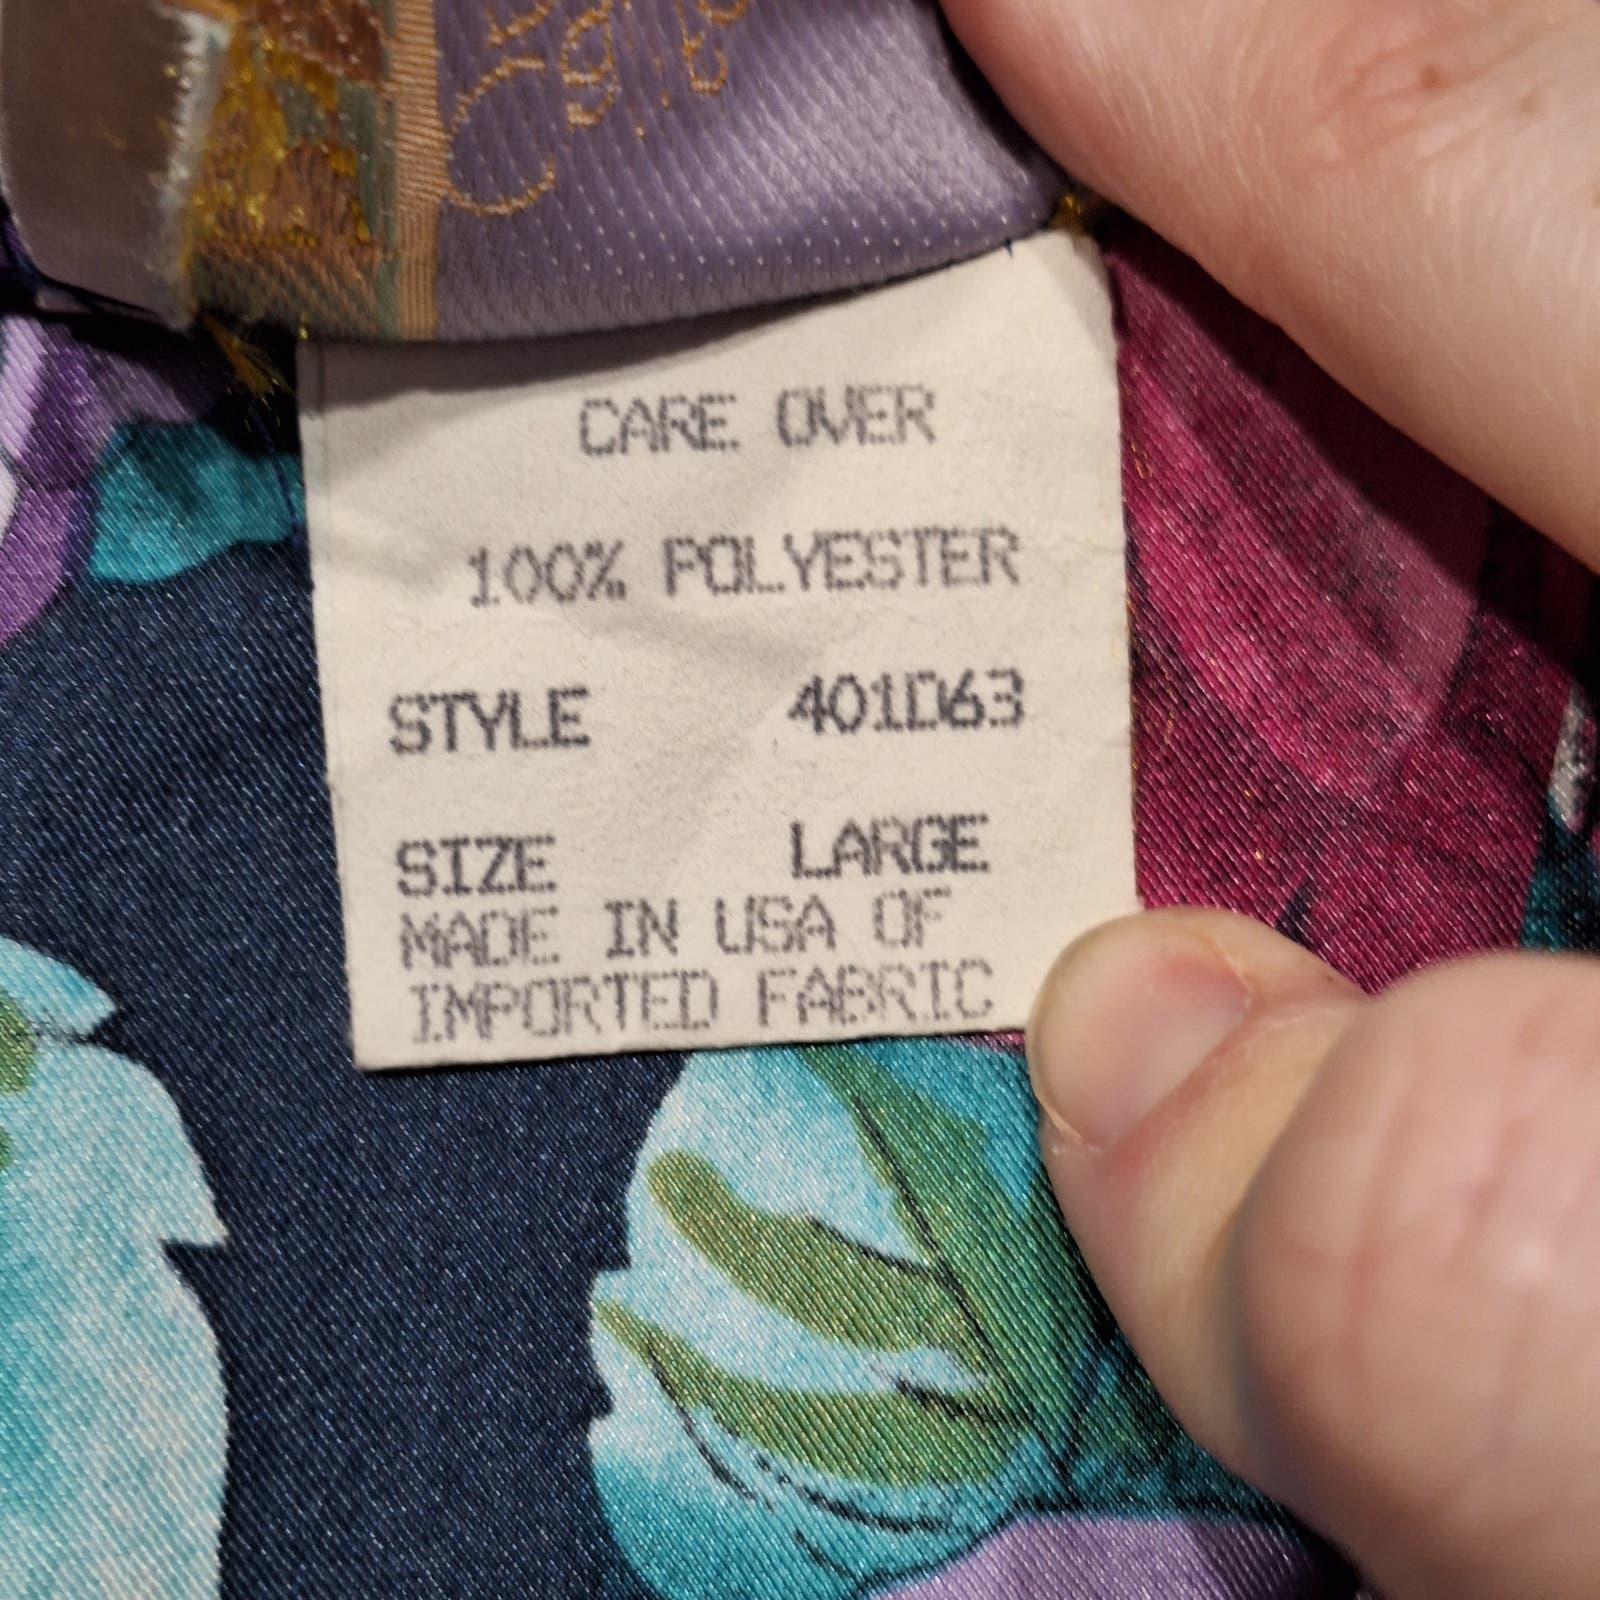 CARE OVER
100% POLYESTER
STYLE 401D63
SIZE LARGE
MADE IN USA OF
IMPORTED FABRIC